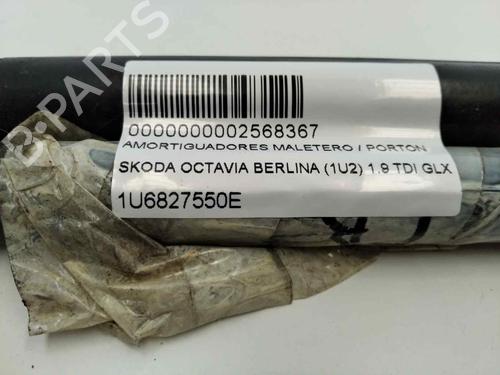 0000000002568367
AMORTIGUADORES MALETERO / PORTON
SKODA OCTAVIA BERLINA (1U2) 1.9 TDI GLX
1U6827550E
B-PARTS